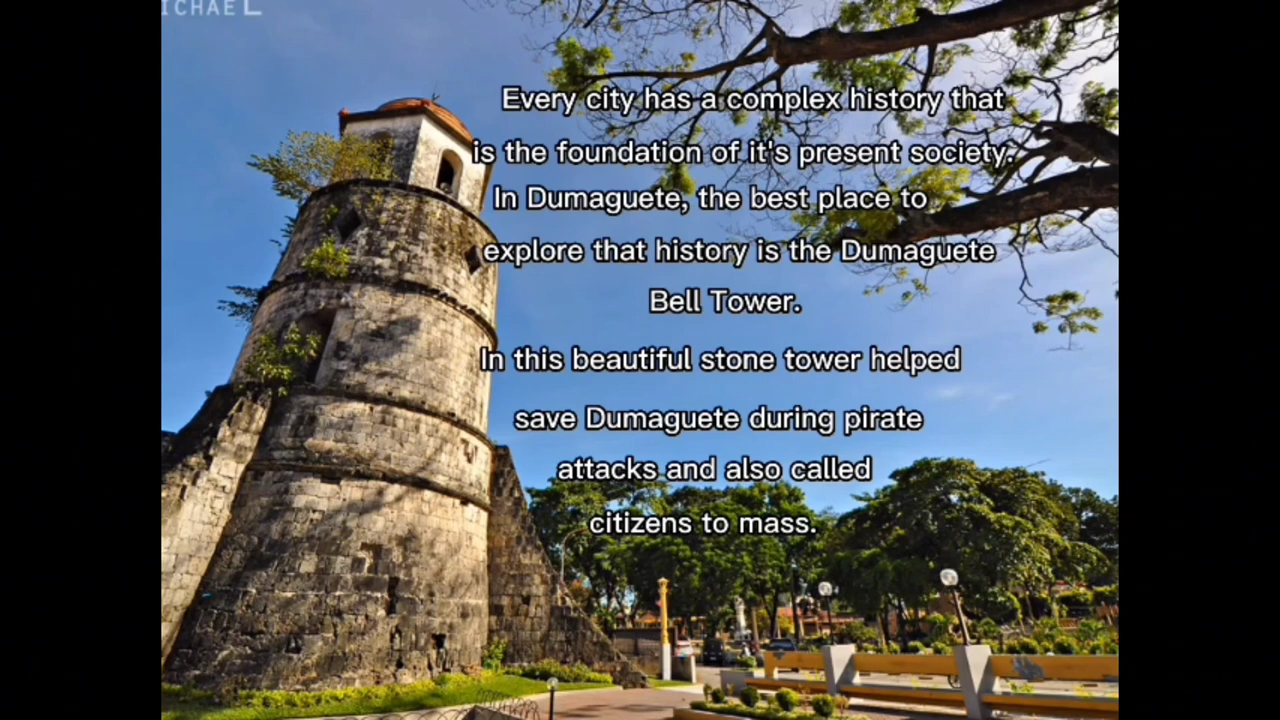 ICHAEL
Every city has a complex history that
is the foundation of it's present society.
In Dumaguete, the best place to
explore that history is the Dumaguete
Bell Tower.
In this beautiful stone tower helped
save Dumaguete during pirate
attacks and also called
citizens to mass.